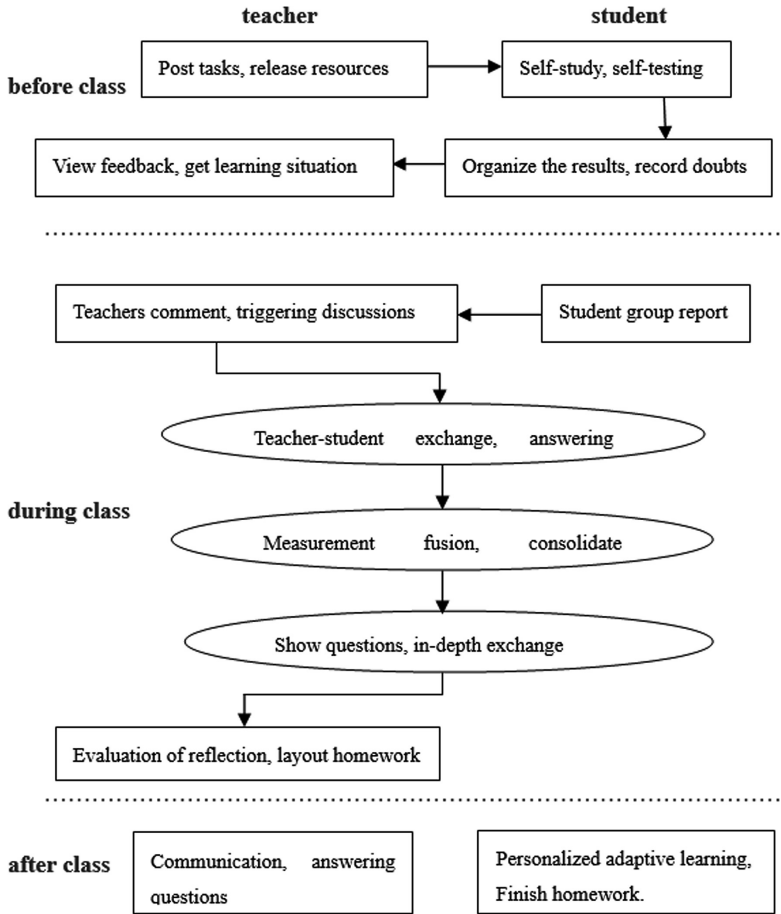 teacher student
before class
Post tasks, release resources
Self-study, self-testing
View feedback, get learning situation
Organize the results, record doubts
Teachers comment, triggering discussions
Student group report
Teacher-student exchange, answering
during class
Measurement fusion, consolidate
Show questions, in-depth exchange
Evaluation of reflection, layout homework
after class
Communication, answering
questions
Personalized adaptive learning,
Finish homework.